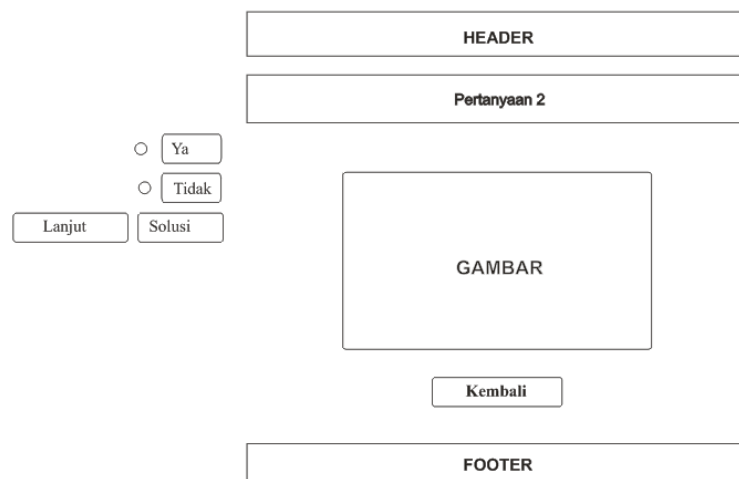 HEADER
Pertanyaan 2
Ya
Tidak
Lanjut
Solusi
GAMBAR
Kembali
FOOTER